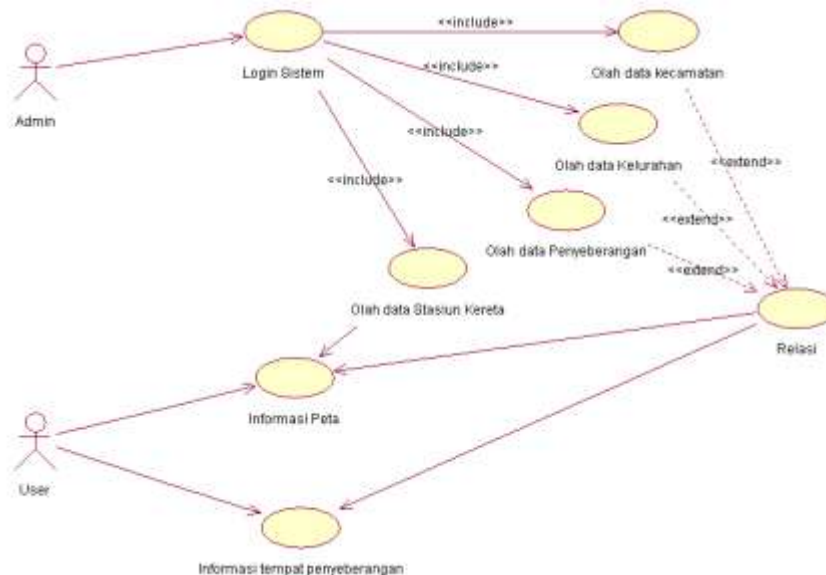 <<include>>
Login Sistem
Olah data kecamatan
<<include>>
Admin
<<include>>
Olah data Kelurahan
<<extend>>
<<include>>
<<extend>>
Olah data Penyeberangan
<<extend>>
Olah data Stasiun Kereta
Relasi
Informasi Peta
User
Informasi tempat penyeberangan